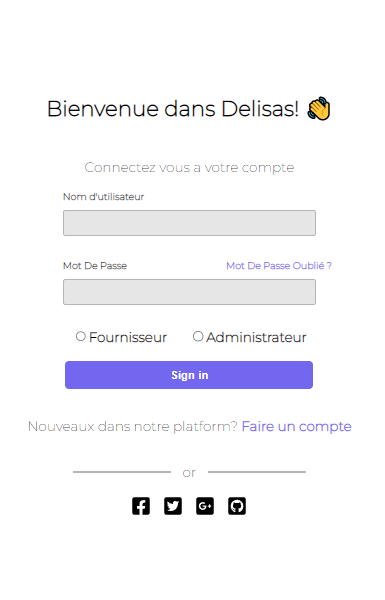 Bienvenue dans Delisas! 👋
Connectez vous a votre compte
Nom d'utilisateur
Mot De Passe Mot De Passe Oublié ?
Fournisseur Administrateur
Sign in
Nouveaux dans notre platform? Faire un compte
or